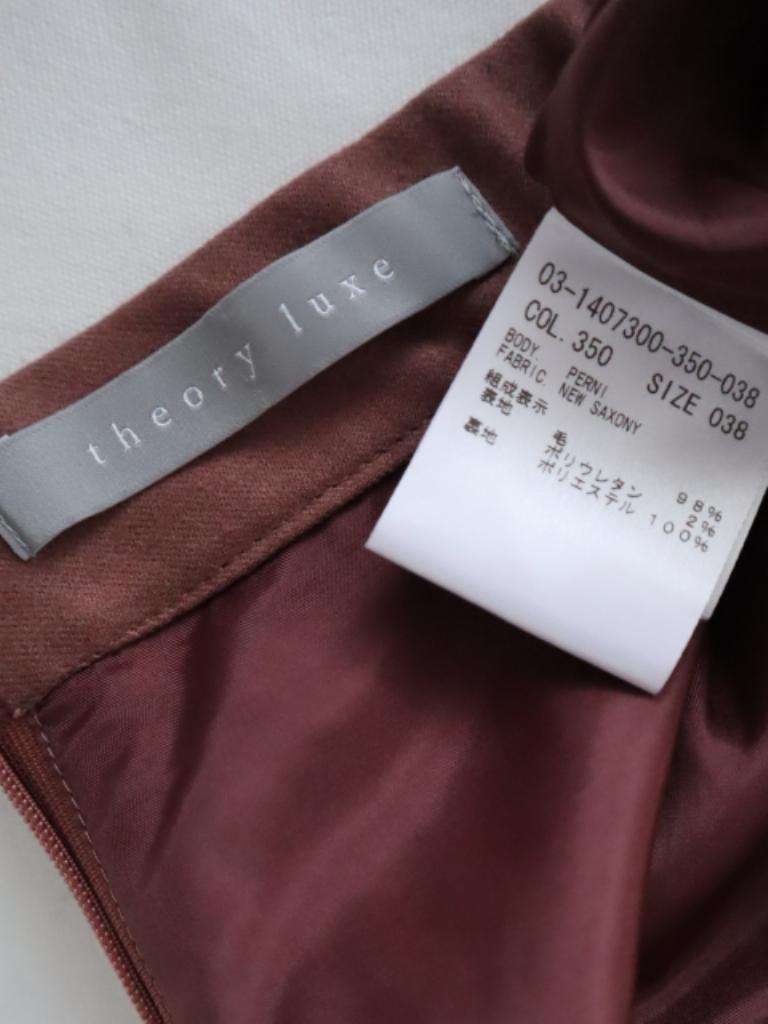 theory luxe
03-1407300-350-038
COL. 350 SIZE 038
BODY. PERNI
FABRIC. NEW SAXONY
組成表示
表地 毛 98%
ポリウレタン 2%
裏地 ポリエステル 100%